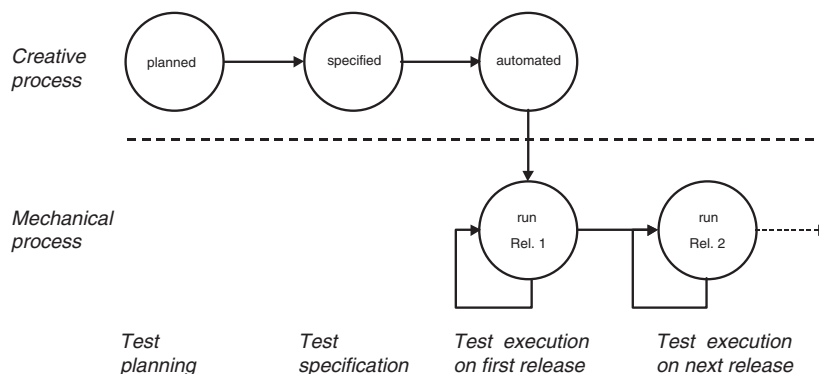 Creative
process
planned
specified
automated
Mechanical
process
run
Rel. 1
run
Rel. 2
Test
planning
Test
specification
Test execution
on first release
Test execution
on next release